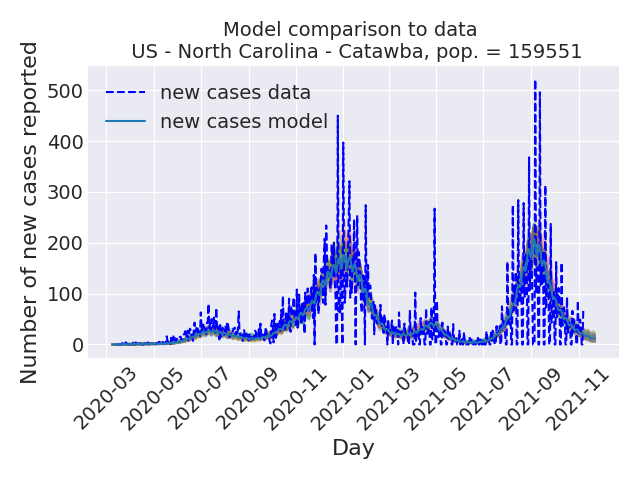 Model comparison to data
US - North Carolina - Catawba, pop. = 159551
Number of new cases reported
500
400
300
200
100
0
new cases data
new cases model
2020-03
2020-05
2020-07
2020-09
2020-11
2021-01
2021-03
2021-05
2021-07
2021-09
2021-11
Day